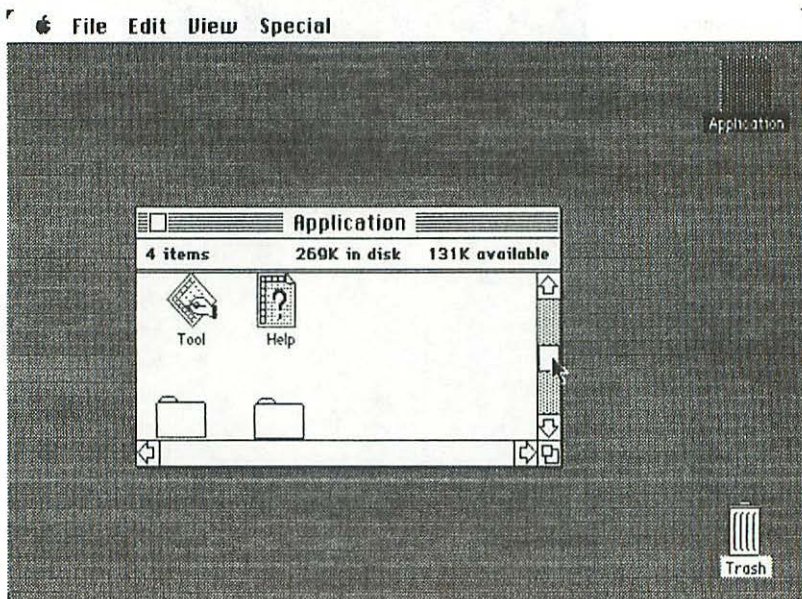 File Edit View Special
Application
Application
4 items 269K in disk 131K available
Tool Help
Trash